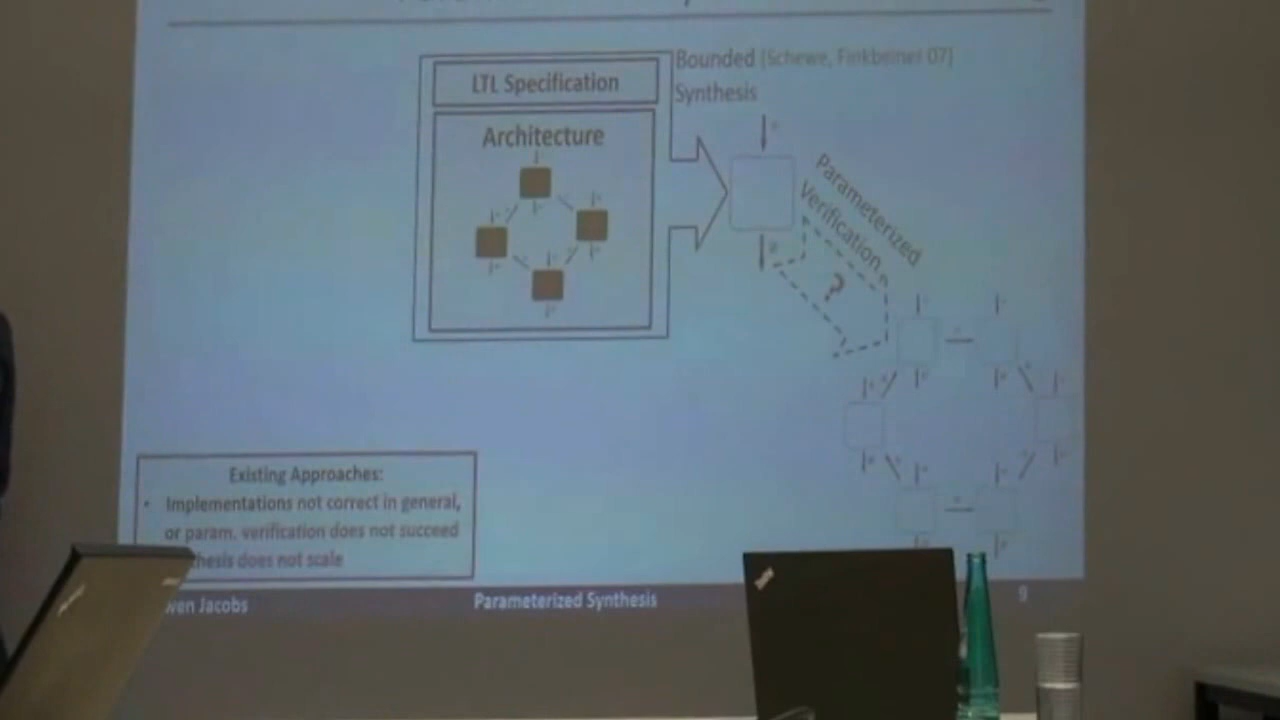 Bounded [Schewe, Finkbeiner 07]
Synthesis
LTL Specification
Architecture
Parameterized
Verification
?
Existing Approaches:
• Implementations not correct in general,
or param. verification does not succeed
thesis does not scale
wen Jacobs
Parameterized Synthesis
9